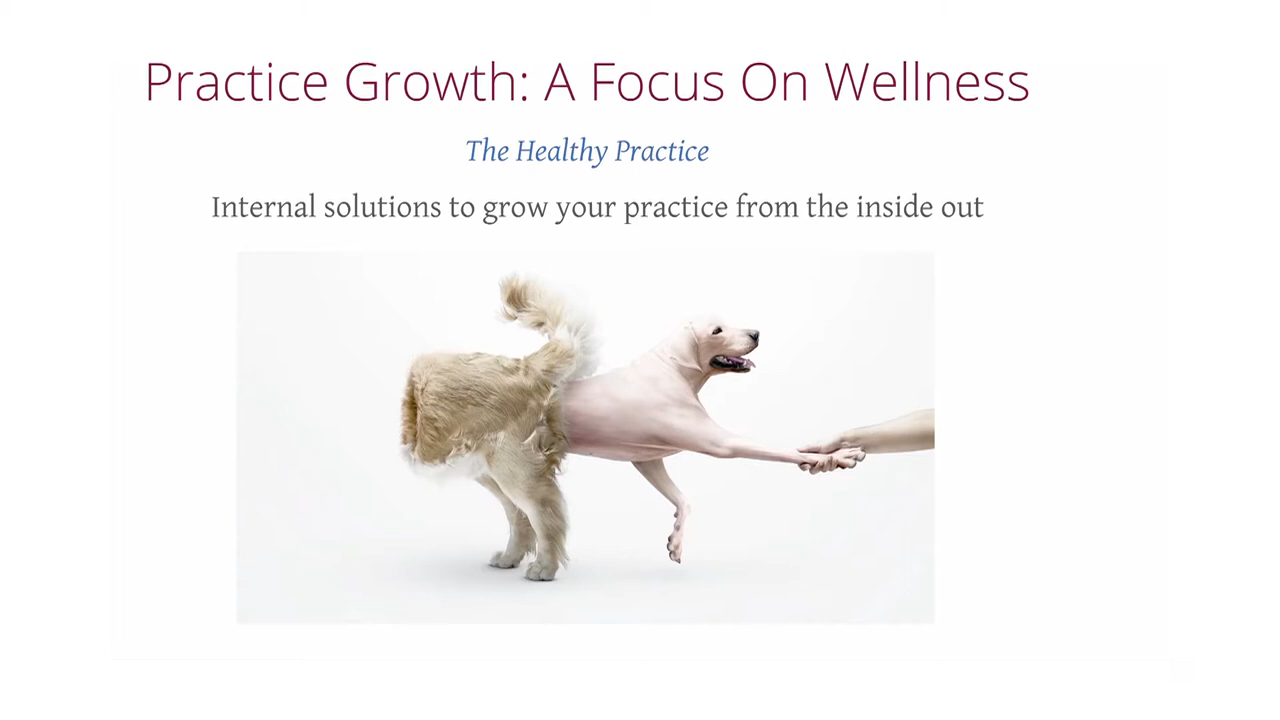 Practice Growth: A Focus On Wellness
The Healthy Practice
Internal solutions to grow your practice from the inside out